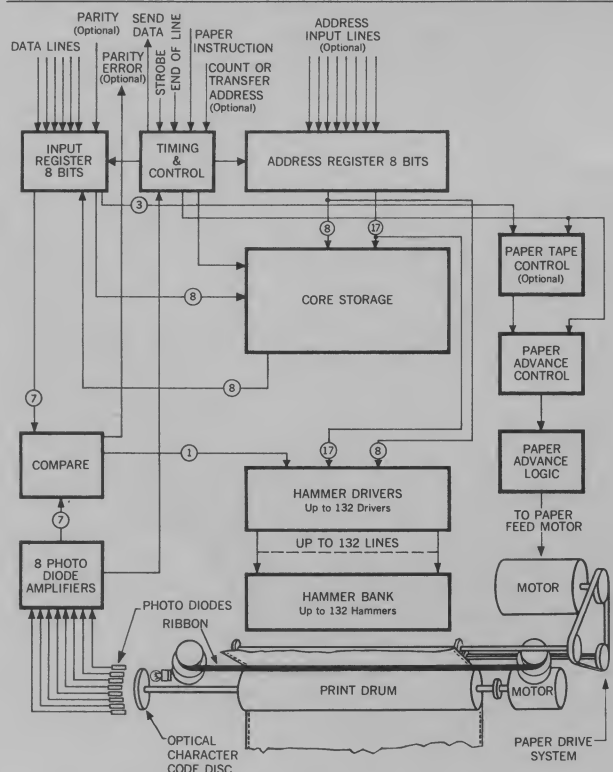 DATA LINES
PARITY
(Optional)
PARITY
ERROR
(Optional)
SEND
DATA
STROBE
END OF LINE
PAPER
INSTRUCTION
COUNT OR
TRANSFER
ADDRESS
(Optional)
ADDRESS
INPUT LINES
(Optional)
INPUT
REGISTER
8 BITS
TIMING
&
CONTROL
ADDRESS REGISTER 8 BITS
3
8
17
PAPER TAPE
CONTROL
(Optional)
8
CORE STORAGE
8
PAPER
ADVANCE
CONTROL
7
COMPARE
1
17
8
PAPER
ADVANCE
LOGIC
HAMMER DRIVERS
Up to 132 Drivers
7
TO PAPER
FEED MOTOR
UP TO 132 LINES
8 PHOTO
DIODE
AMPLIFIERS
HAMMER BANK
Up to 132 Hammers
MOTOR
PHOTO DIODES
RIBBON
PRINT DRUM
MOTOR
OPTICAL
CHARACTER
CODE DISC
PAPER DRIVE
SYSTEM